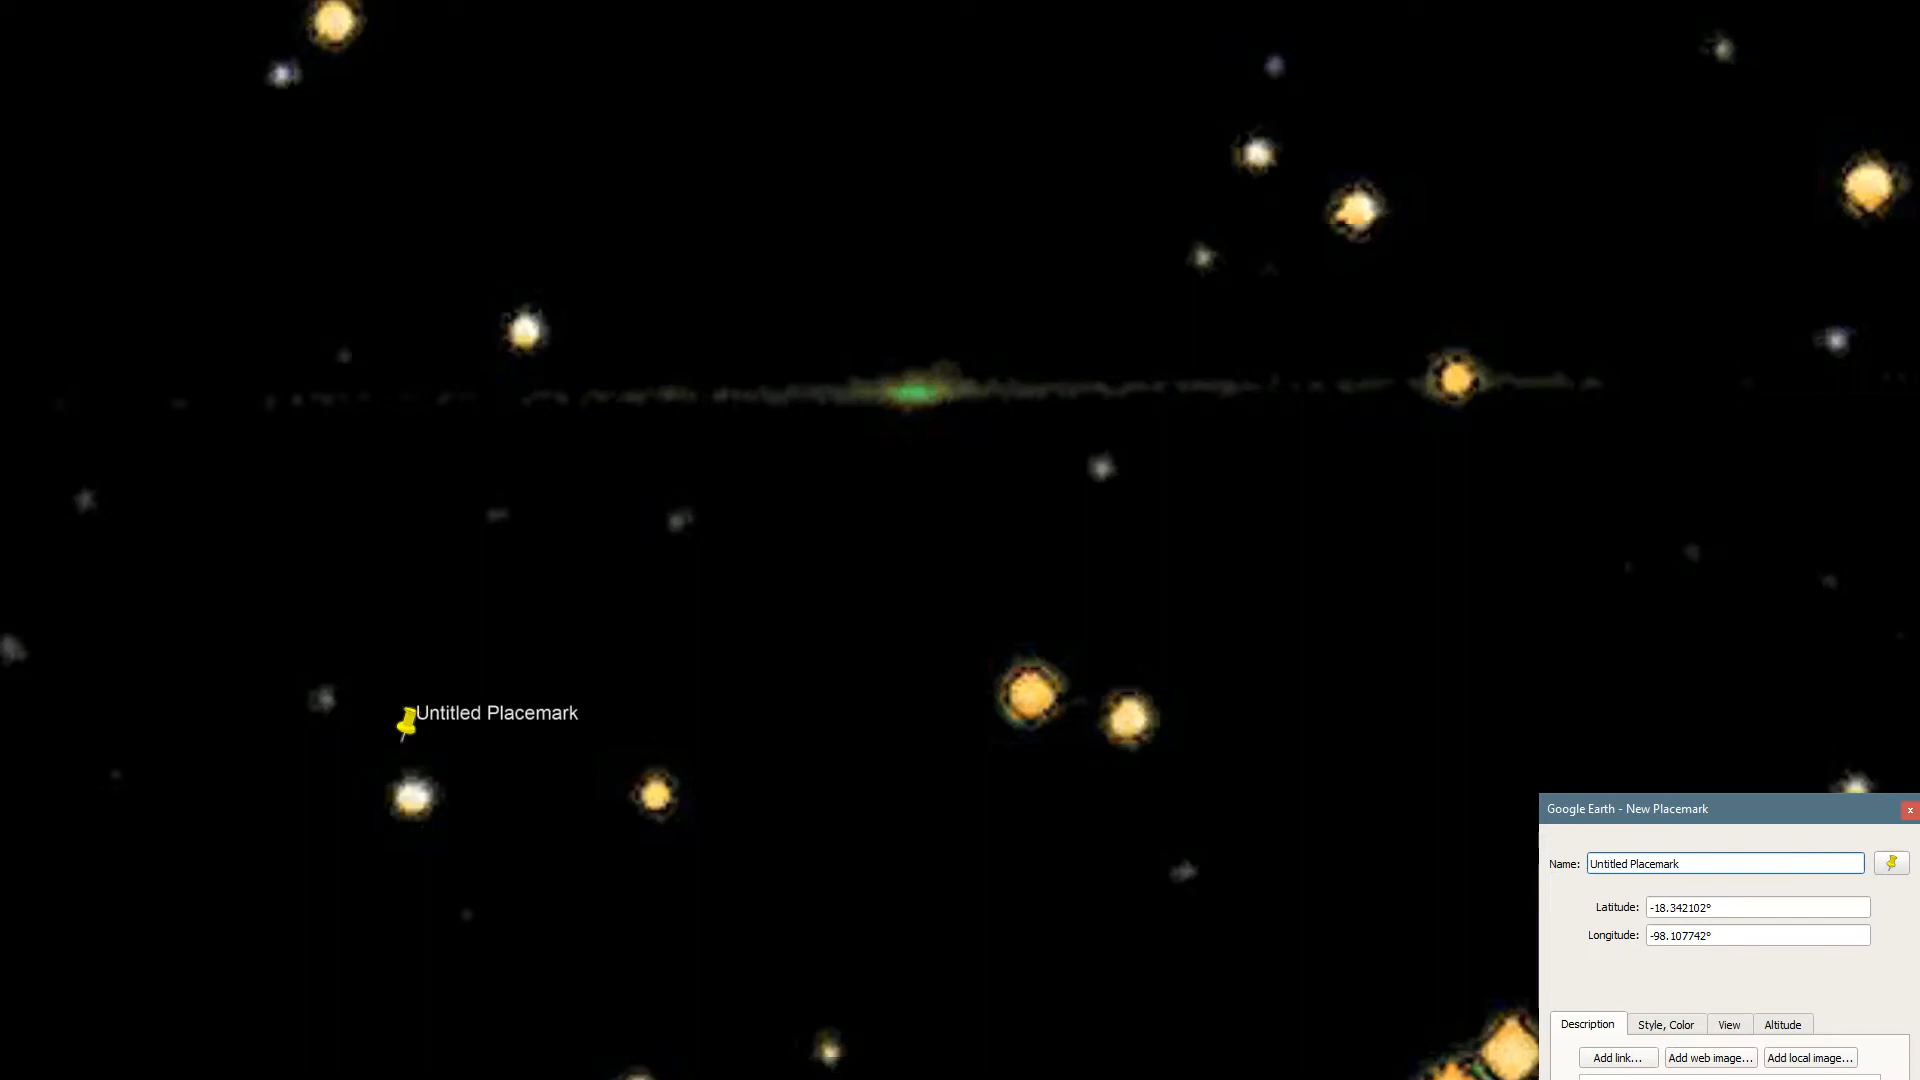 Untitled Placemark
Google Earth - New Placemark
x
Name: Untitled Placemark
Latitude: -18.342102°
Longitude: -98.107742°
Description Style, Color View Altitude
Add link... Add web image... Add local image...